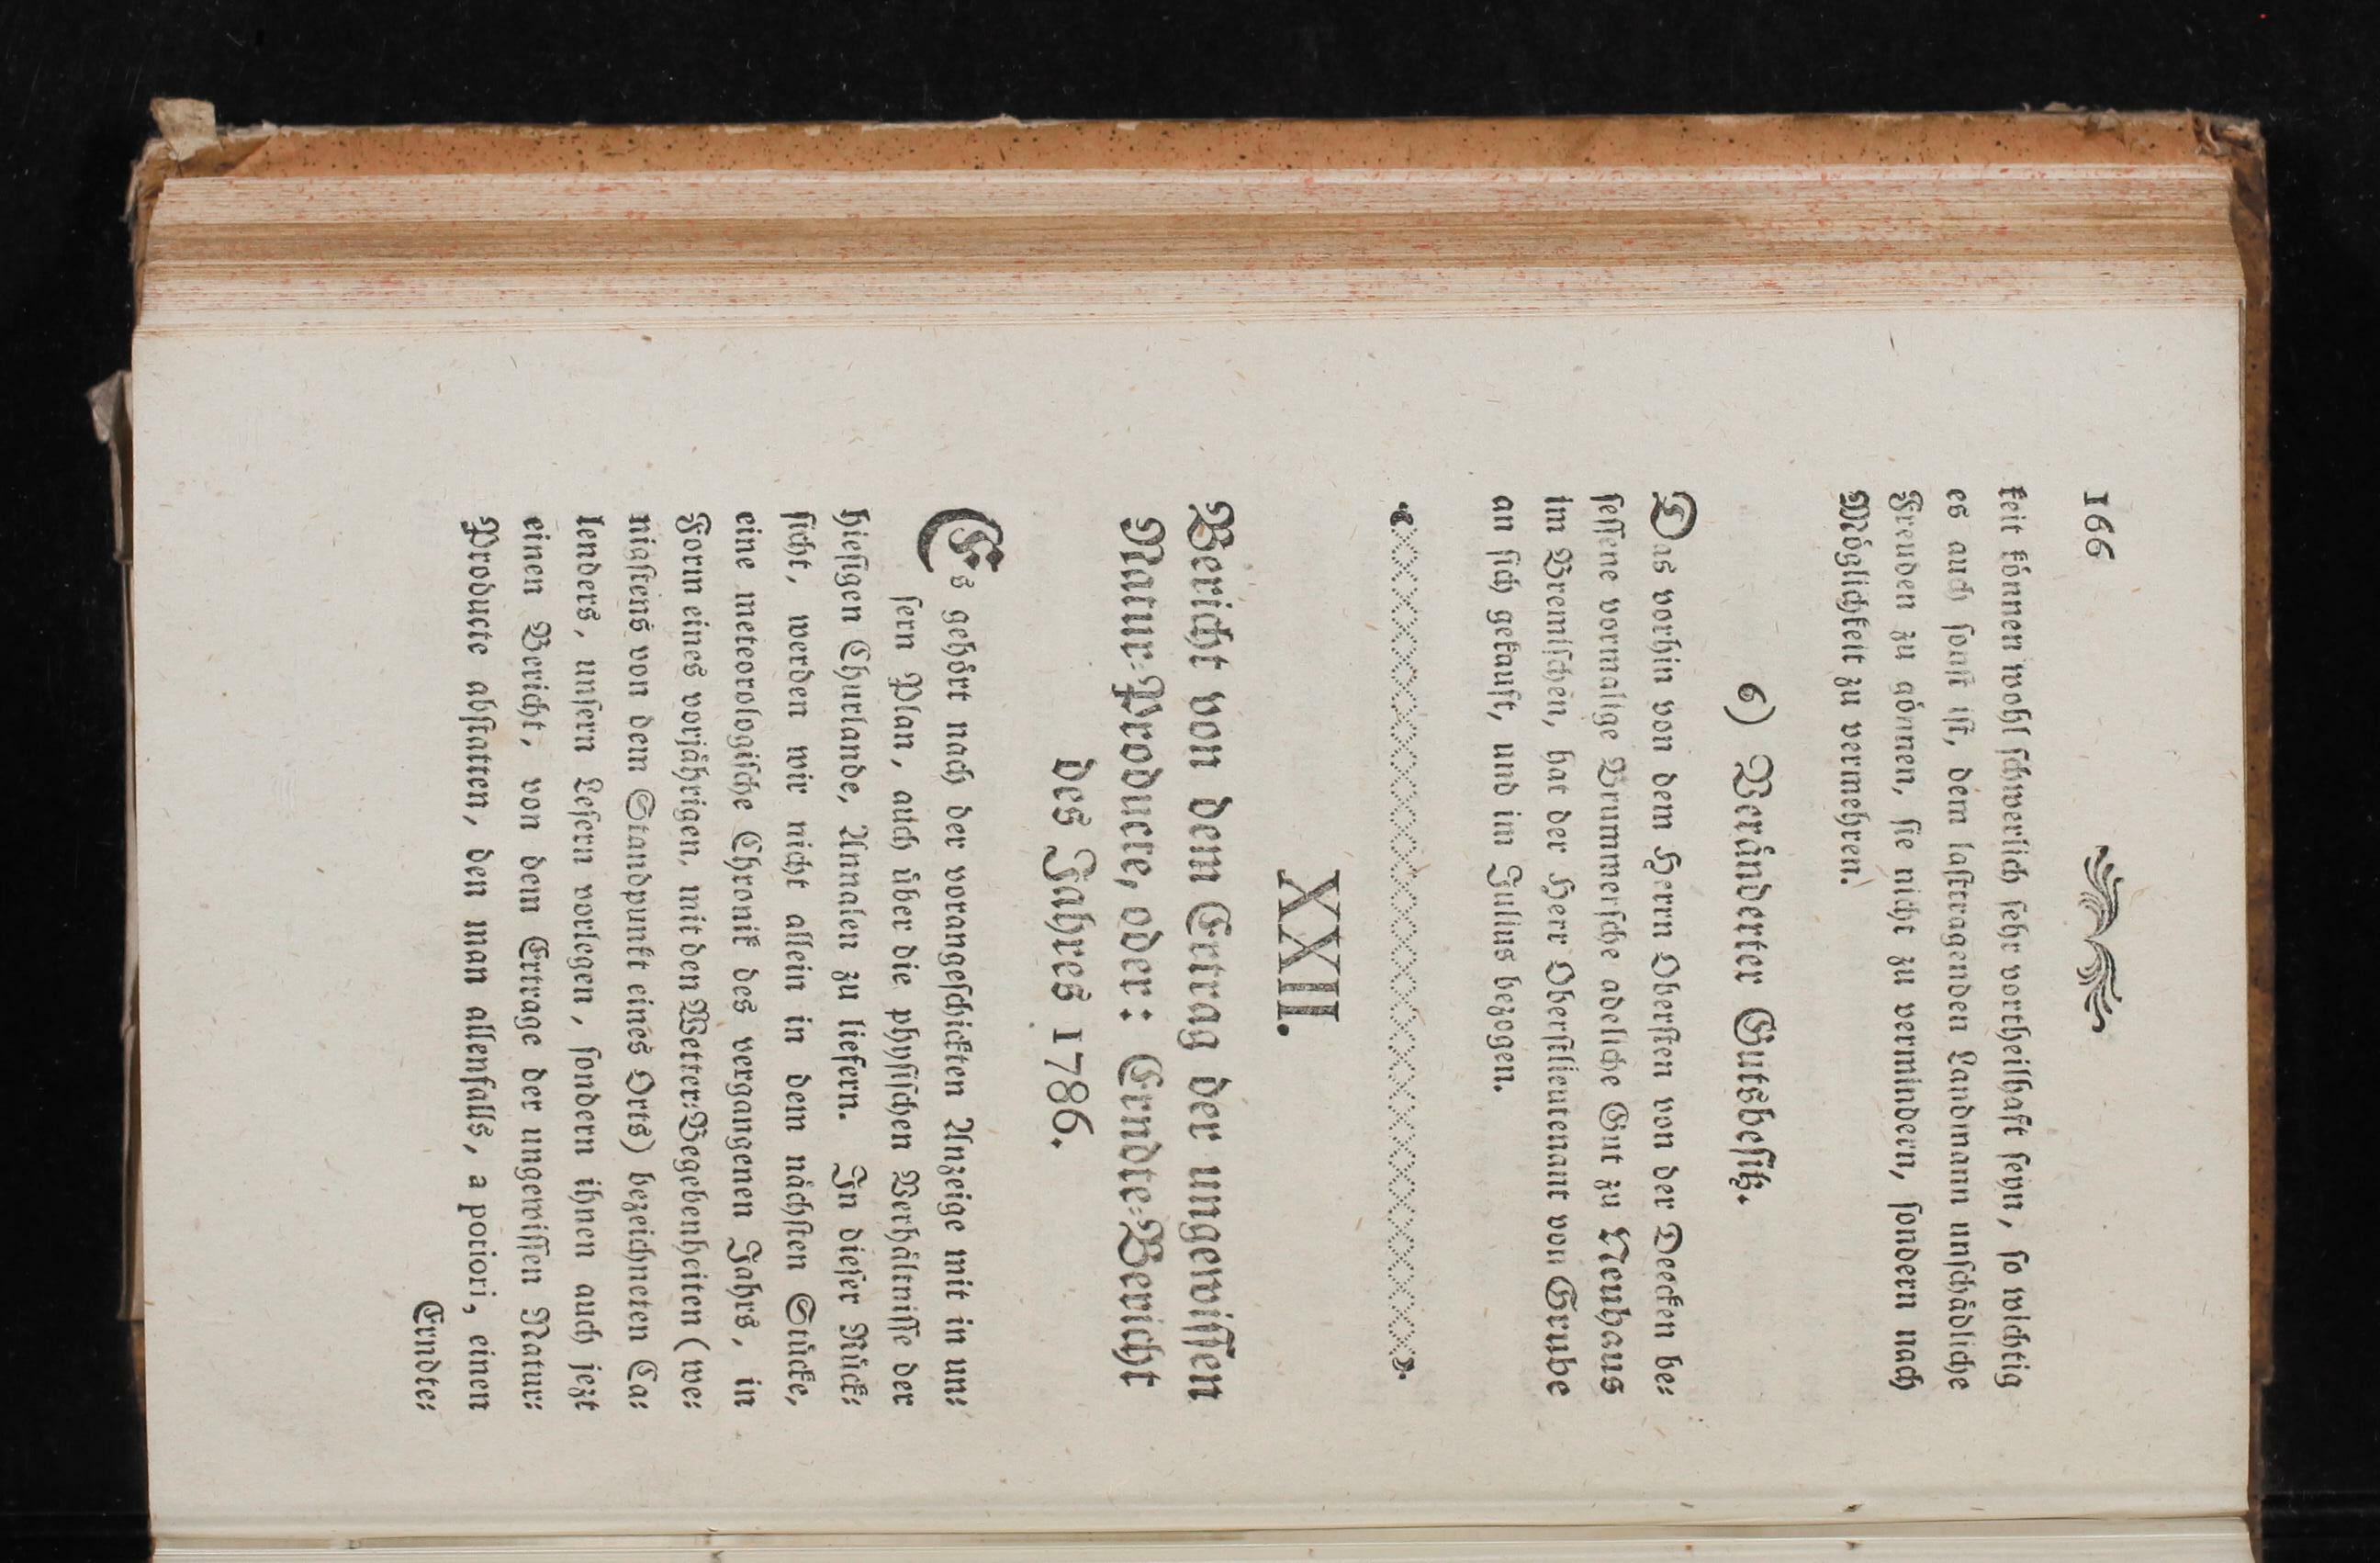 166
keit können wohl schwerlich sehr vortheilhaft seyn, so wichtig
es auch sonst ist, dem lasttragenden Landmann unschädliche
Freuden zu gönnen, sie nicht zu vermindern, sondern nach
Möglichkeit zu vermehren.
6) Veränderter Gutsbesitz.
Das vorhin von dem Herrn Obersten von der Deecken be-
sessene vormalige Brummersche adeliche Gut zu Neuhaus
im Bremischen, hat der Herr Oberstlieutenant von Grube
an sich gekauft, und im Julius bezogen.
XXII.
Bericht von dem Ertrag der ungewissen
Natur-Producte, oder: Erndte-Bericht
des Jahres 1786.
Es gehört nach der vorangeschickten Anzeige mit in un-
sern Plan, auch über die physischen Verhältnisse der
hiesigen Churlande, Annalen zu liefern. In dieser Rück-
sicht, werden wir nicht allein in dem nächsten Stücke,
eine meteorologische Chronik des vergangenen Jahrs, in
Form eines vorjährigen, mit den Wetter-Begebenheiten (we-
nigstens von dem Standpunkt eines Orts) bezeichneten Ca-
lenders, unsern Lesern vorlegen, sondern ihnen auch jezt
einen Bericht, von dem Ertrage der ungewissen Natur-
Producte abstatten, den man allenfalls, a potiori, einen
Erndte-